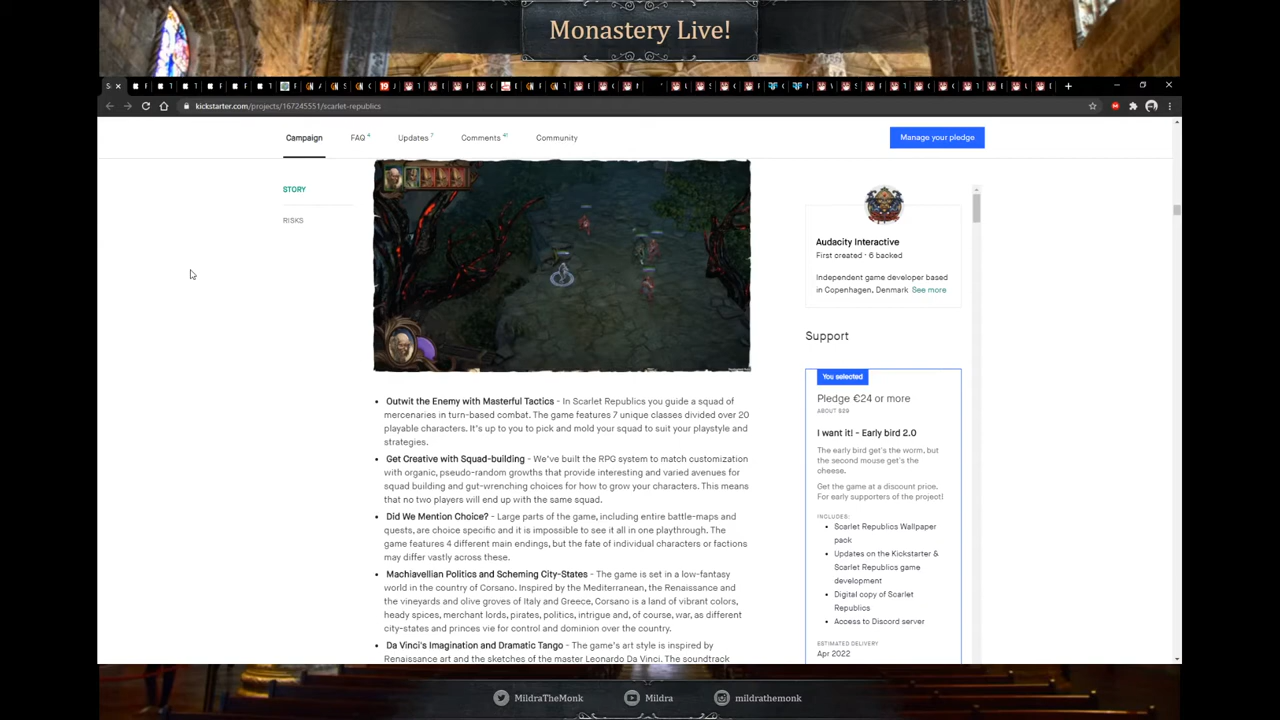 Monastery Live!
kickstarter.com/projects/167245551/scarlet-republics
Campaign
FAQ 4
Updates 7
Comments
Community
Manage your pledge
STORY
RISKS
Outwit the Enemy with Masterful Tactics - In Scarlet Republics you guide a squad of
mercenaries in turn-based combat. The game features 7 unique classes divided over 20
playable characters. It's up to you to pick and mold your squad to suit your playstyle and
strategies.
Get Creative with Squad-building - We've built the RPG system to match customization
with organic, pseudo-random growths that provide interesting and varied avenues for
squad building and gut-wrenching choices for how to grow your characters. This means
that no two players will end up with the same squad.
Did We Mention Choice? - Large parts of the game, including entire battle-maps and
quests, are choice specific and it is impossible to see it all in one playthrough. The
game features 4 different main endings, but the fate of individual characters or factions
may differ vastly across these.
Machiavellian Politics and Scheming City-States - The game is set in a low-fantasy
world in the country of Corsano. Inspired by the Mediterranean, the Renaissance and
the vineyards and olive groves of Italy and Greece, Corsano is a land of vibrant colors,
heady spices, merchant lords, pirates, politics, intrigue and, of course, war, as different
city-states and princes vie for control and dominion over the country.
Da Vinci's Imagination and Dramatic Tango - The game's art style is inspired by
Renaissance art and the sketches of the master Leonardo Da Vinci. The soundtrack
Audacity Interactive
First created · 6 backed
Independent game developer based
in Copenhagen, Denmark See more
Support
You selected
Pledge €24 or more
ABOUT $29
I want it! - Early bird 2.0
The early bird get's the worm, but
the second mouse get's the
cheese.
Get the game at a discount price.
For early supporters of the project!
INCLUDES:
Scarlet Republics Wallpaper
pack
Updates on the Kickstarter &
Scarlet Republics game
development
Digital copy of Scarlet
Republics
Access to Discord server
ESTIMATED DELIVERY
Apr 2022
MildraTheMonk
Mildra
mildrathemonk